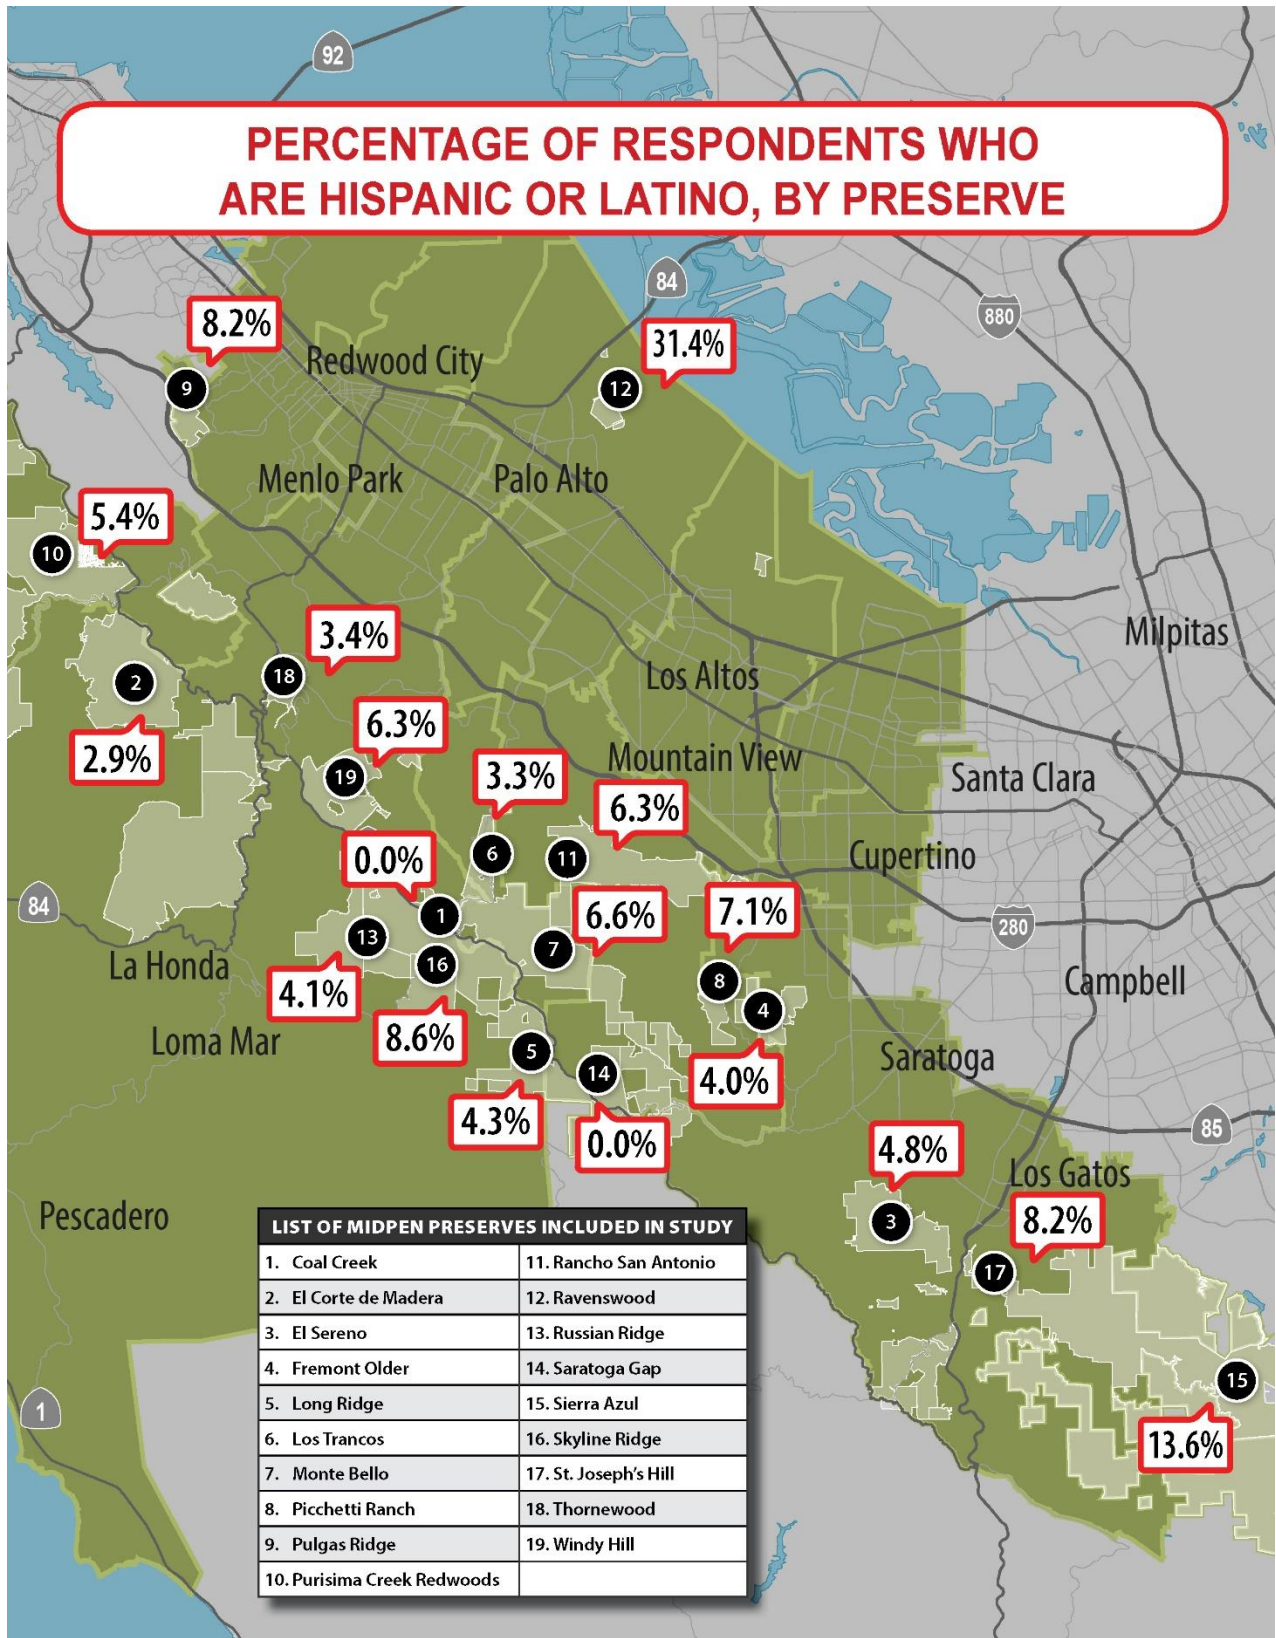 92
PERCENTAGE OF RESPONDENTS WHO
ARE HISPANIC OR LATINO, BY PRESERVE
84
880
8.2%
31.4%
Redwood City
9
12
Menlo Park
Palo Alto
5.4%
10
3.4%
Milpitas
18
Los Altos
2
6.3%
2.9%
Mountain View
19
3.3%
Santa Clara
6.3%
0.0%
6
11
Cupertino
84
1
6.6%
7.1%
280
13
7
La Honda
16
8
Campbell
4.1%
4
8.6%
Loma Mar
5
Saratoga
14
4.0%
4.3%
85
0.0%
4.8%
Los Gatos
Pescadero
3
8.2%
17
LIST OF MIDPEN PRESERVES INCLUDED IN STUDY
1. Coal Creek
11. Rancho San Antonio
2. El Corte de Madera
12. Ravenswood
3. El Sereno
13. Russian Ridge
4. Fremont Older
14. Saratoga Gap
5. Long Ridge
15. Sierra Azul
6. Los Trancos
16. Skyline Ridge
7. Monte Bello
17. St. Joseph's Hill
8. Picchetti Ranch
18. Thornewood
9. Pulgas Ridge
19. Windy Hill
10. Purisima Creek Redwoods
15
1
13.6%